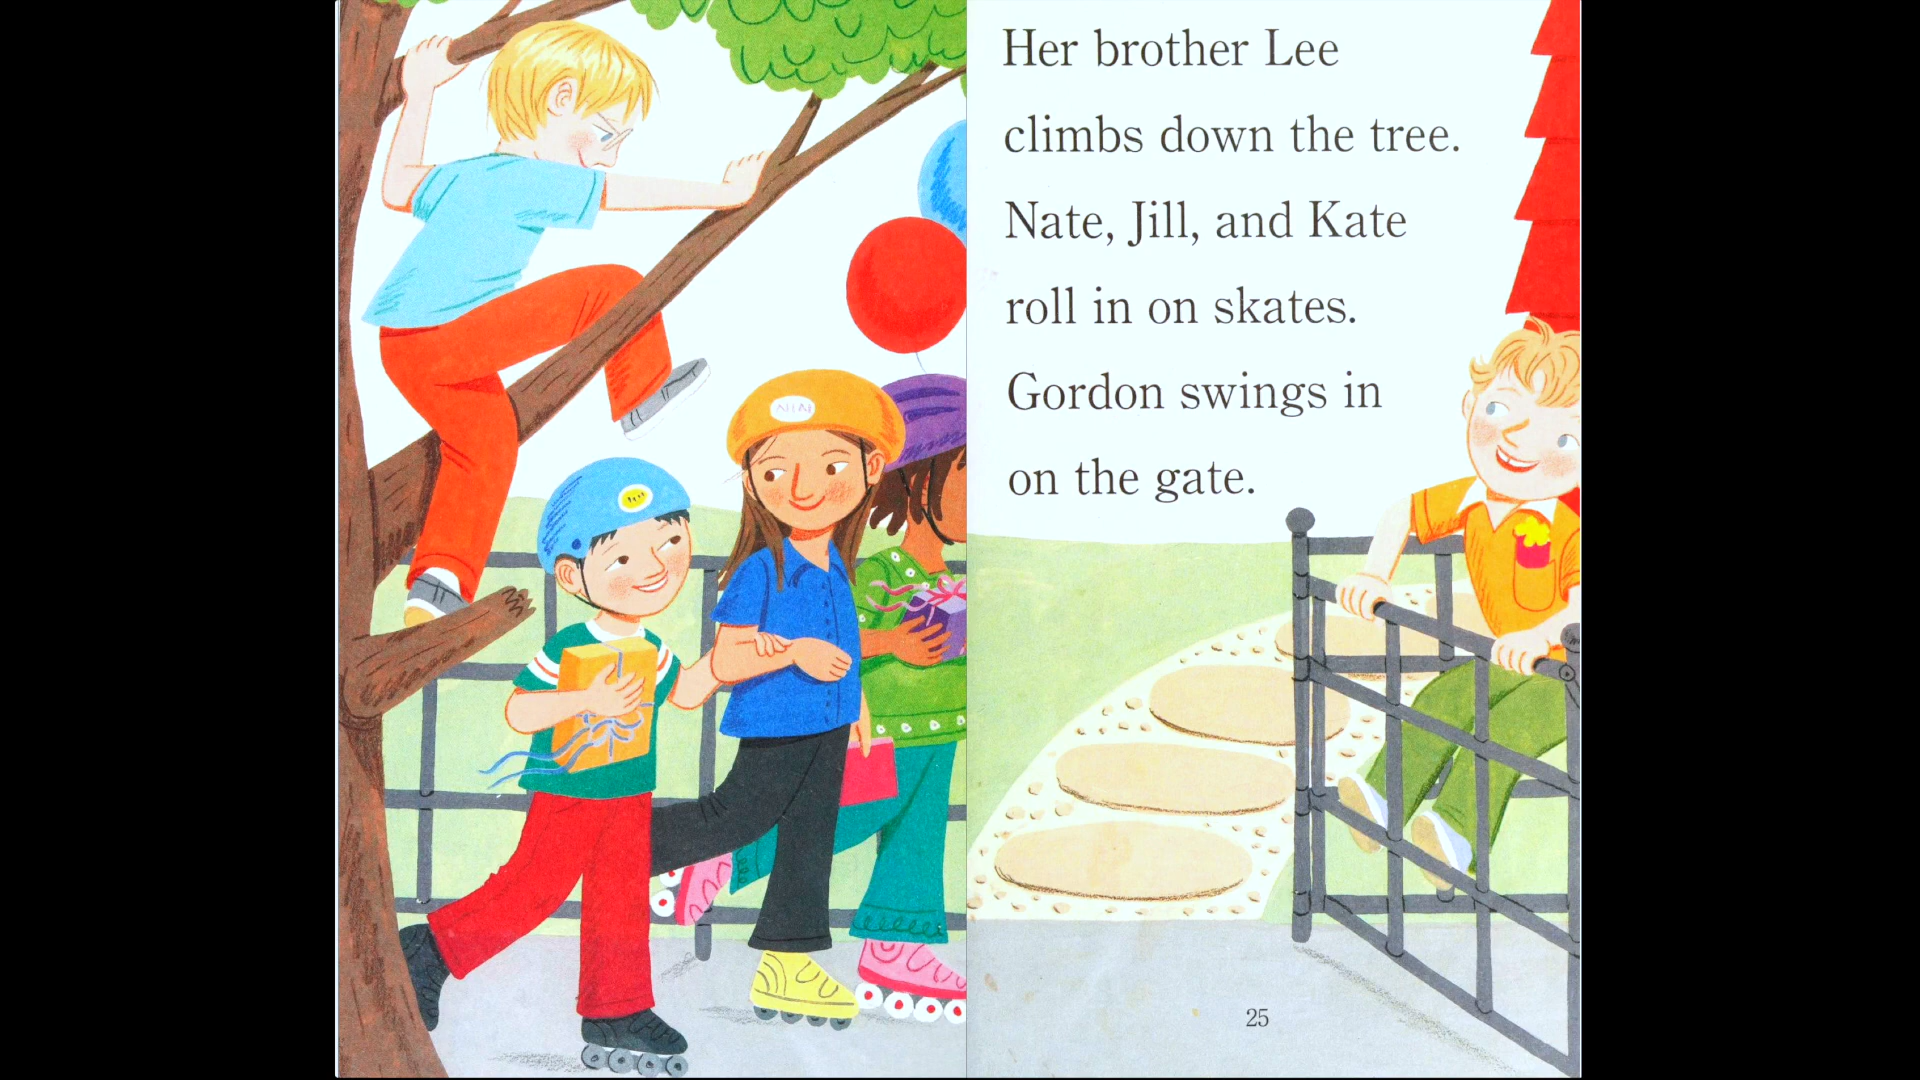 Her brother Lee
climbs down the tree.
Nate, Jill, and Kate
roll in on skates.
Gordon swings in
on the gate.
25